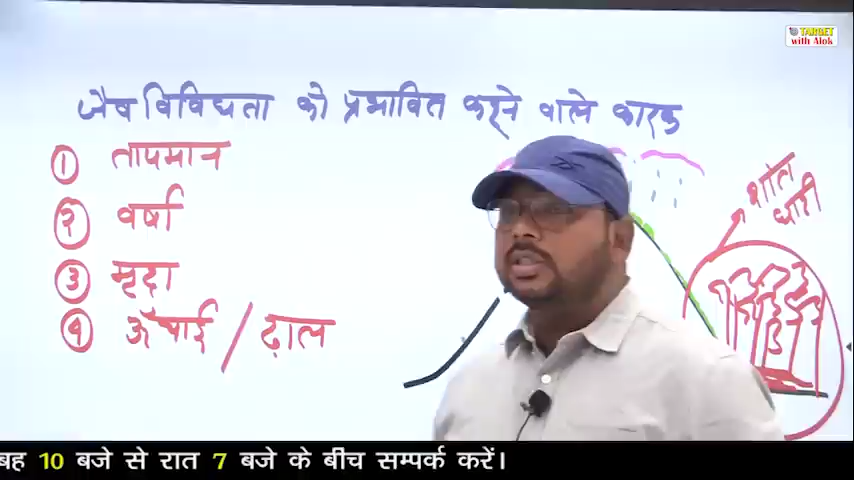 TARGET
with Alok
जैव विविधता को प्रभावित करने वाले कारक
① तापमान
② वर्षा
③ मृदा
④ ऊँचाई / ढ़ाल
शांत
घाटी
बह 10 बजे से रात 7 बजे के बीच सम्पर्क करें।